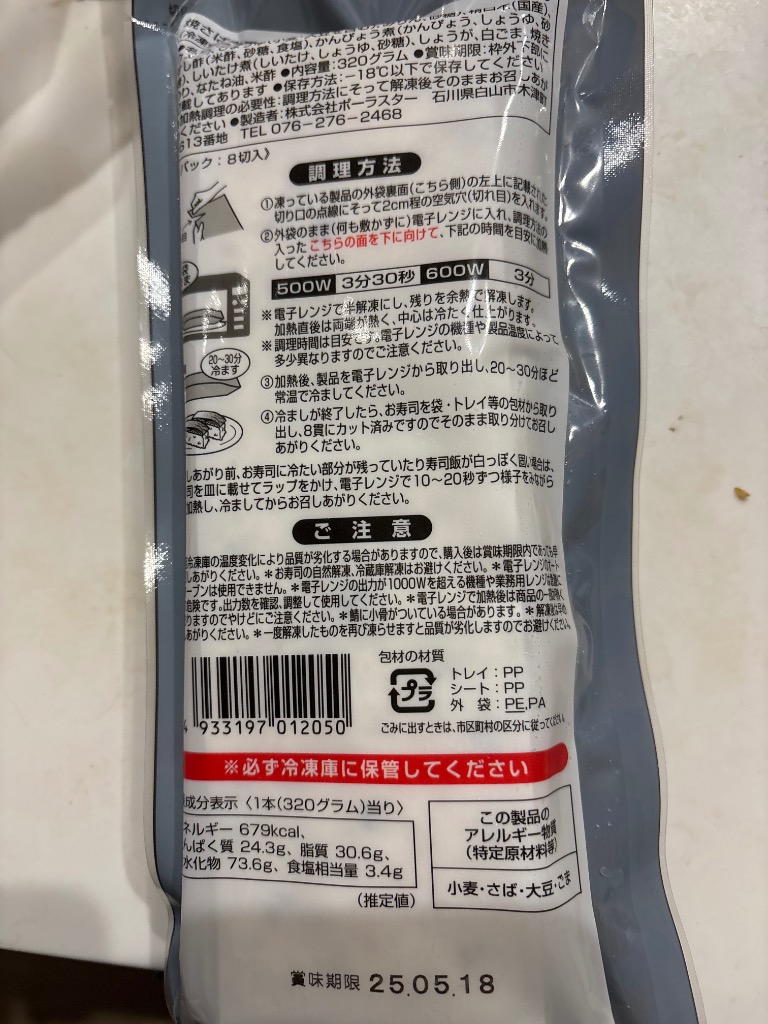 焼さば
酢(米酢、砂糖、食塩)、かんぴょう煮(かんぴょう、しょうゆ、砂
、しいたけ煮(しいたけ、しょうゆ、砂糖)、しょうが、白ごま、焼き
、なたね油、米酢 ●内容量:320グラム ●賞味期限:枠外下部に
載してあります ●保存方法:−18℃以下で保存してください
加熱調理の必要性:調理方法にそって解凍後そのままお召しあが
ください ●製造者:株式会社ポーラスター 石川県白山市木津町
613番地 TEL 076-276-2468
パック:8切入》
調理方法
①凍っている製品の外袋裏面(こちら側)の左上に記載された
切り口の点線にそって2cm程の空気穴(切れ目)を入れます。
②外袋のまま(何も敷かずに)電子レンジに入れ、調理方法の
入ったこちらの面を下に向けて、下記の時間を目安に加熱
してください。
500W 3分30秒 600W 3分
※電子レンジで半解凍にし、残りを余熱で解凍します。
加熱直後は両端が熱く、中心は冷たく仕上がります。
※調理時間は目安です。電子レンジの機種や製品温度によって
多少異なりますのでご注意ください。
20〜30分
冷ます
③加熱後、製品を電子レンジから取り出し、20〜30分ほど
常温で冷ましてください。
④冷ましが終了したら、お寿司を袋・トレイ等の包材から取り
出し、8貫にカット済みですのでそのまま取り分けてお召し
あがりください。
しあがり前、お寿司に冷たい部分が残っていたり寿司飯が白っぽく固い場合は、
司を皿に載せてラップをかけ、電子レンジで10〜20秒ずつ様子をみながら
加熱し、冷ましてからお召しあがりください。
ご注意
冷凍庫の温度変化により品質が劣化する場合がありますので、購入後は賞味期限内であっても早
しあがりください。＊お寿司の自然解凍、冷蔵庫解凍はお避けください。＊電子レンジのオート
ーブンは使用できません。＊電子レンジの出力が1000Wを超える機種や業務用レンジは
危険です。出力数を確認、調整して使用してください。＊電子レンジで加熱後は商品の一部が熱く
りますのでやけどにご注意ください。＊鯖に小骨がついている場合があります。＊解凍後は早め
あがりください。＊一度解凍したものを再び凍らせますと品質が劣化しますのでお避けください。
包材の材質
プラ
トレイ:PP
シート:PP
外 袋:PE,PA
ごみに出すときは、市区町村の区分に従ってください。
4 933197 012050
※必ず冷凍庫に保管してください
成分表示〈1本(320グラム)当り〉
ネルギー 679kcal、
んぱく質 24.3g、脂質 30.6g、
水化物 73.6g、食塩相当量 3.4g
(推定値)
この製品の
アレルギー物質
(特定原材料等)
小麦・さば・大豆・ごま
賞味期限 25.05.18